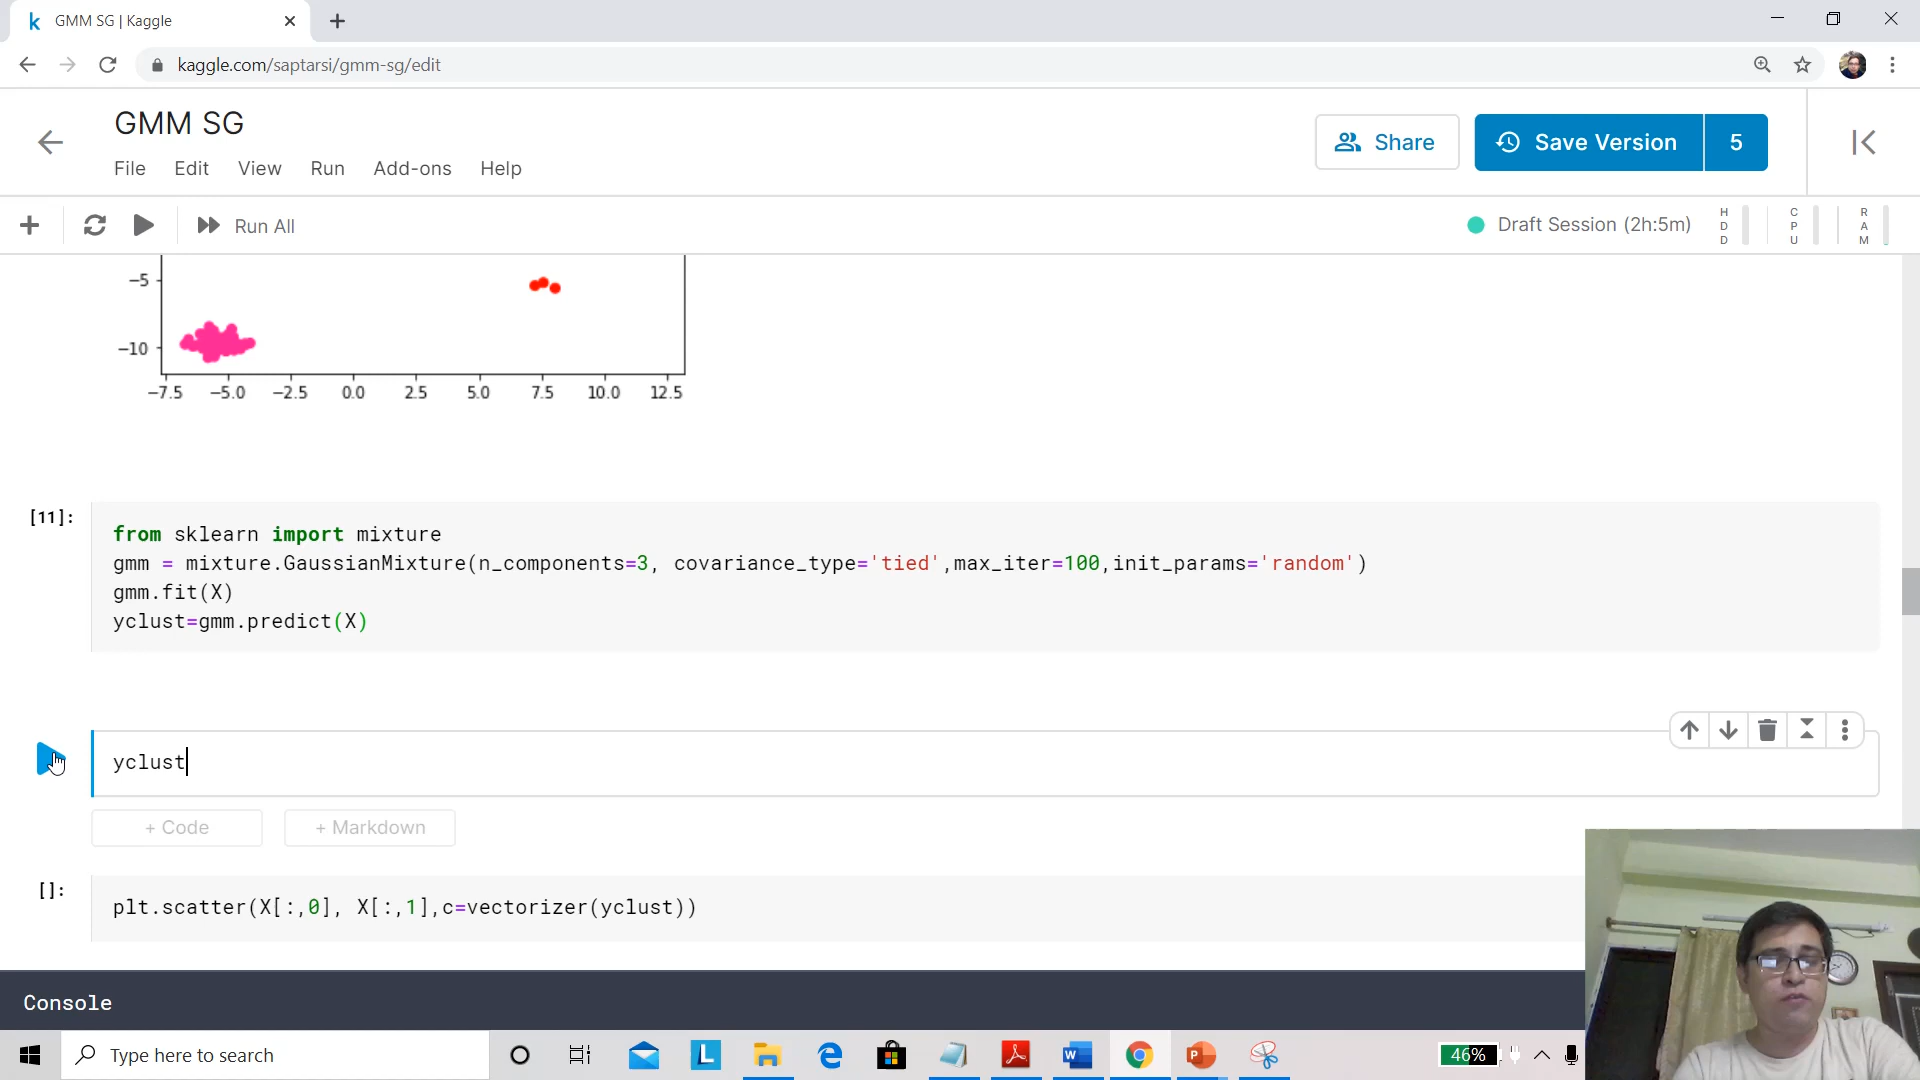 GMM SG | Kaggle
kaggle.com/saptarsi/gmm-sg/edit
GMM SG
File Edit View Run Add-ons Help
Share
Save Version 5
Run All
Draft Session (2h:5m)
HDD
CPU
RAM
−5
−10
−7.5 −5.0 −2.5 0.0 2.5 5.0 7.5 10.0 12.5
[11]:
from sklearn import mixture
gmm = mixture.GaussianMixture(n_components=3, covariance_type='tied',max_iter=100,init_params='random')
gmm.fit(X)
yclust=gmm.predict(X)
yclust
+ Code + Markdown
[]:
plt.scatter(X[:,0], X[:,1],c=vectorizer(yclust))
Console
Type here to search
L
W
P
46%